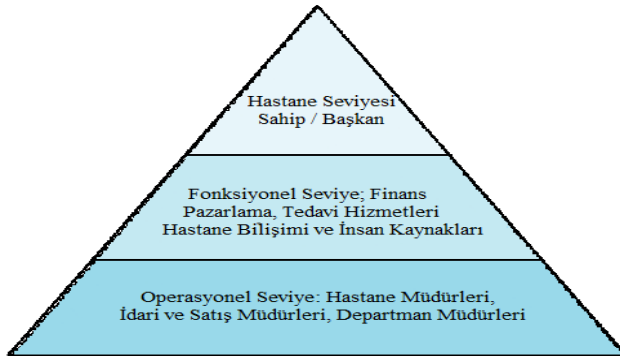 Hastane Seviyesi
Sahip / Başkan
Fonksiyonel Seviye; Finans
Pazarlama, Tedavi Hizmetleri
Hastane Bilişimi ve İnsan Kaynakları
Operasyonel Seviye: Hastane Müdürleri,
İdari ve Satış Müdürleri, Departman Müdürleri